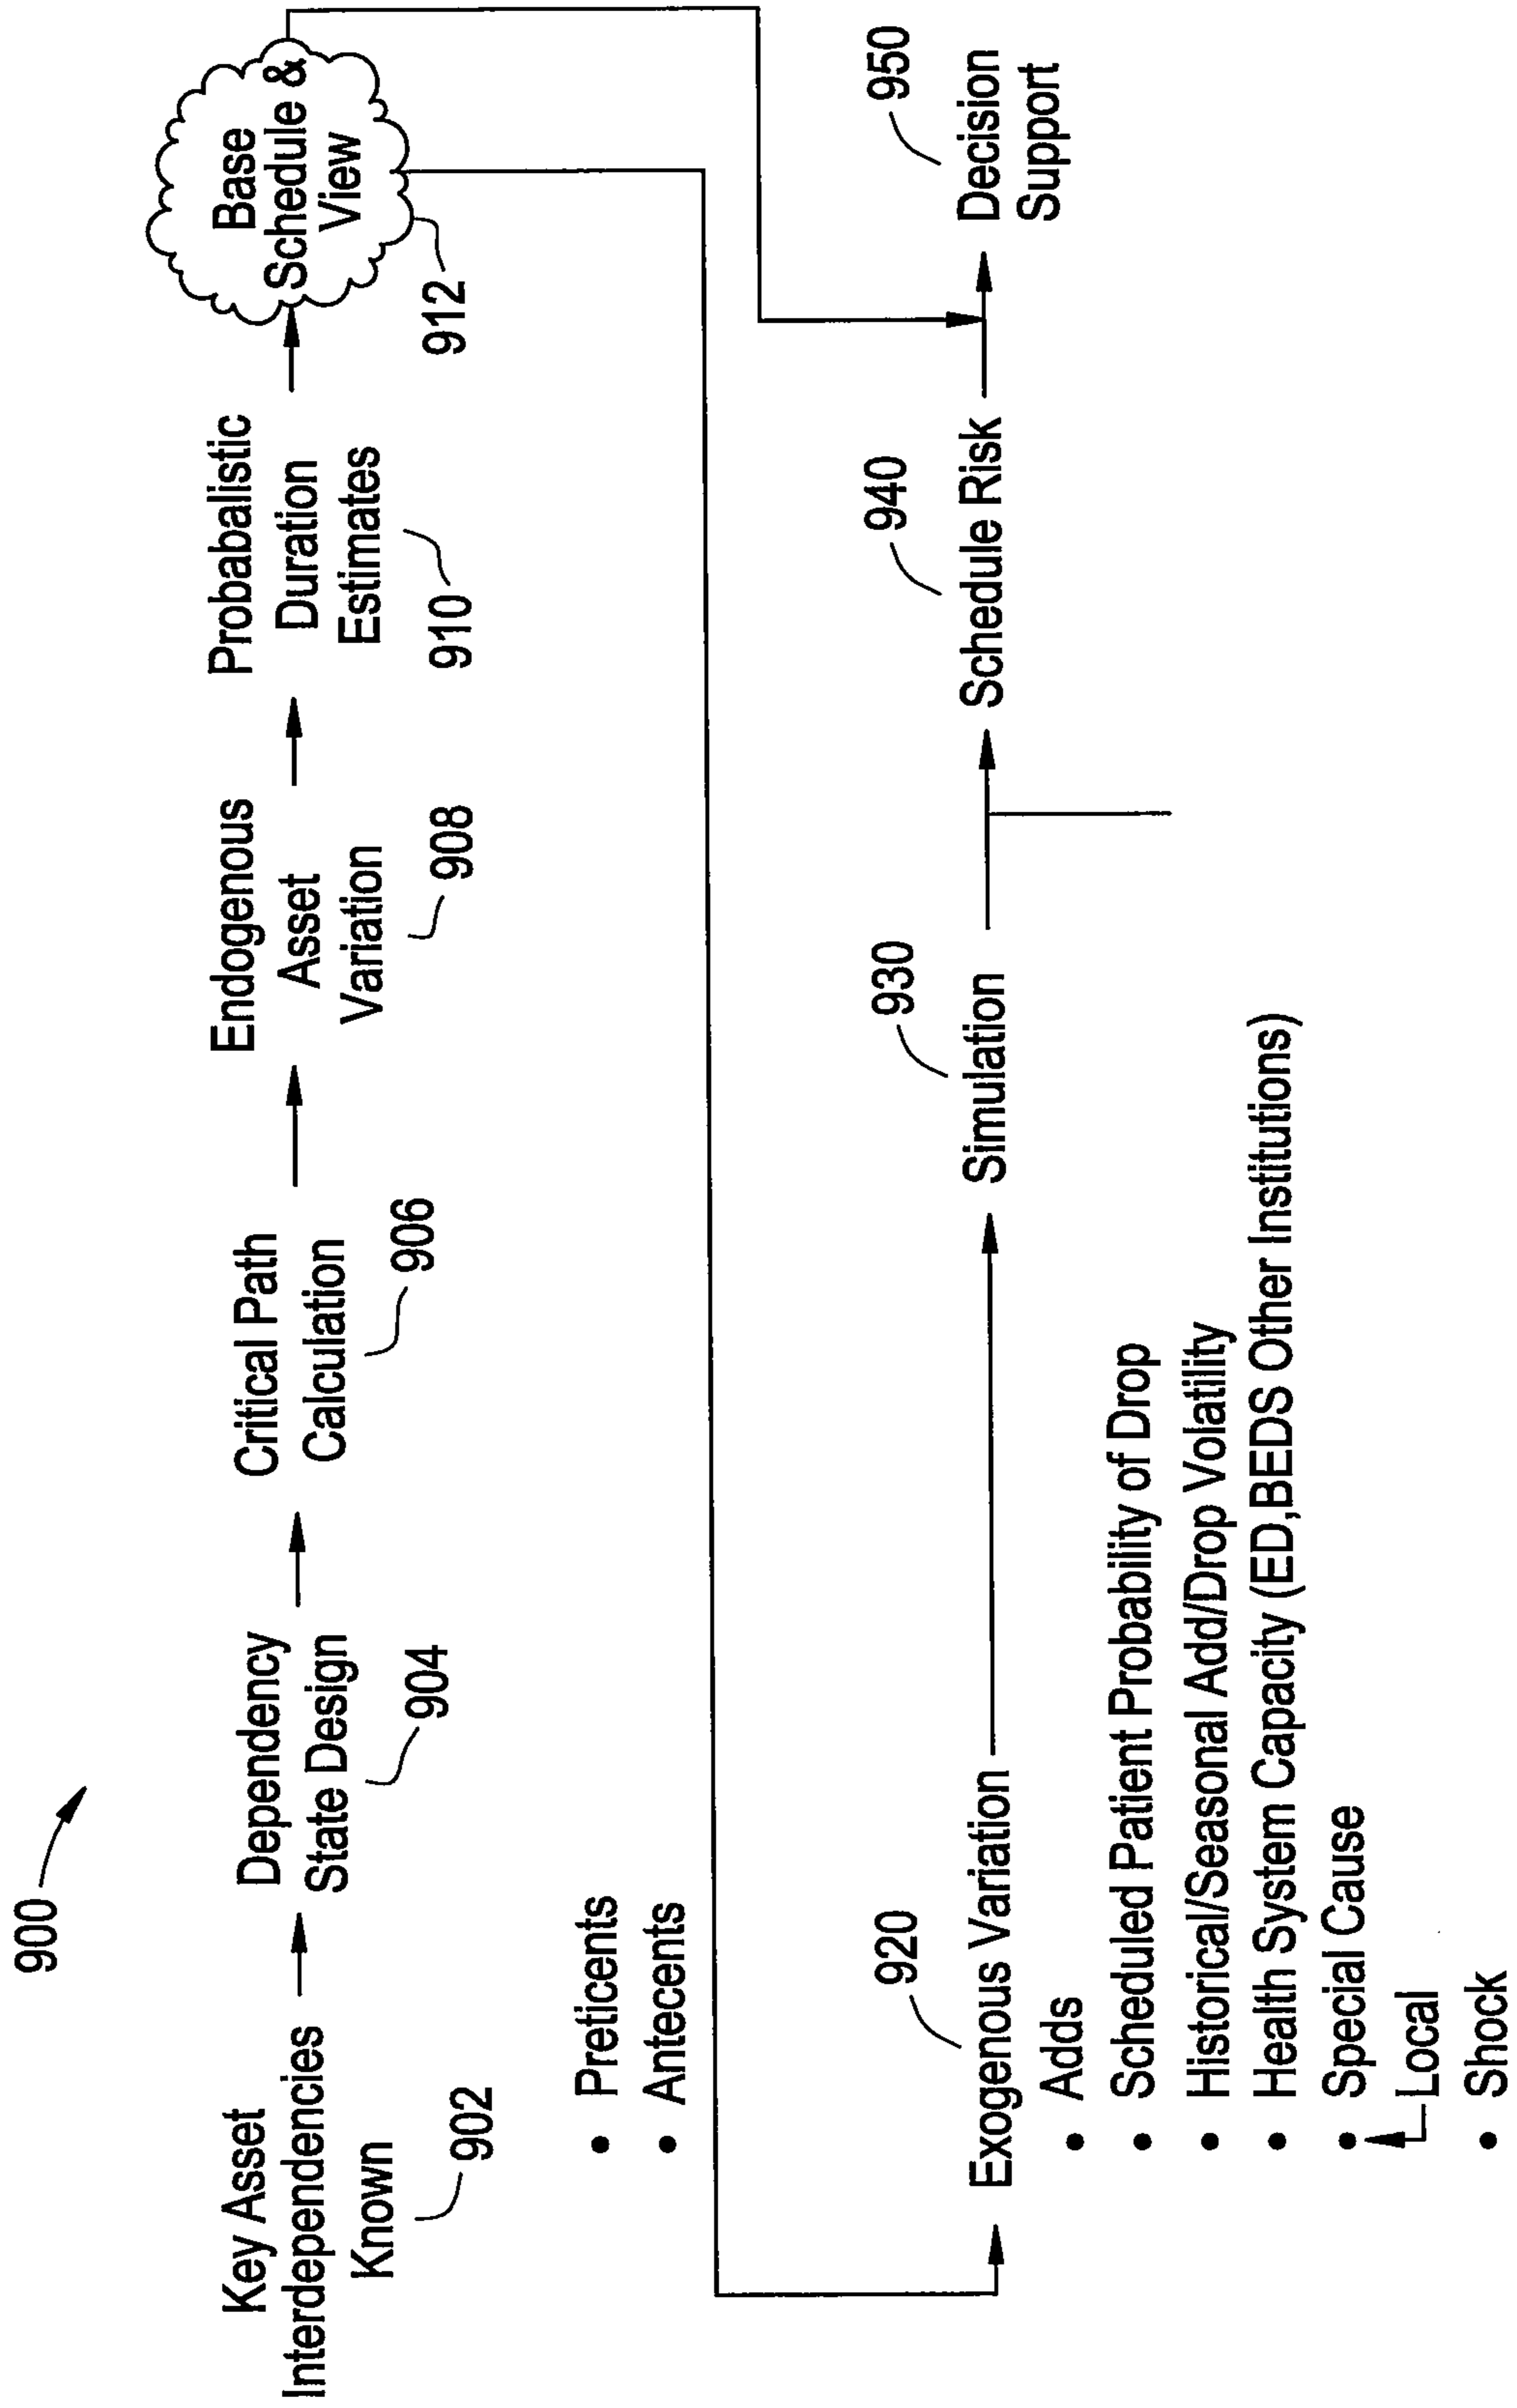 900
Key Asset
Interdependencies
Known
902
Dependency
State Design
904
Critical Path
Calculation
906
Endogenous
Asset
Variation
908
Probabalistic
Duration
Estimates
910
Base
Schedule &
View
912
• Preticents
• Antecents
920
Exogenous Variation
• Adds
• Scheduled Patient Probability of Drop
• Historical/Seasonal Add/Drop Volatility
• Health System Capacity (ED,BEDS Other Institutions)
• Special Cause
Local
• Shock
930
Simulation
940
Schedule Risk
950
Decision
Support